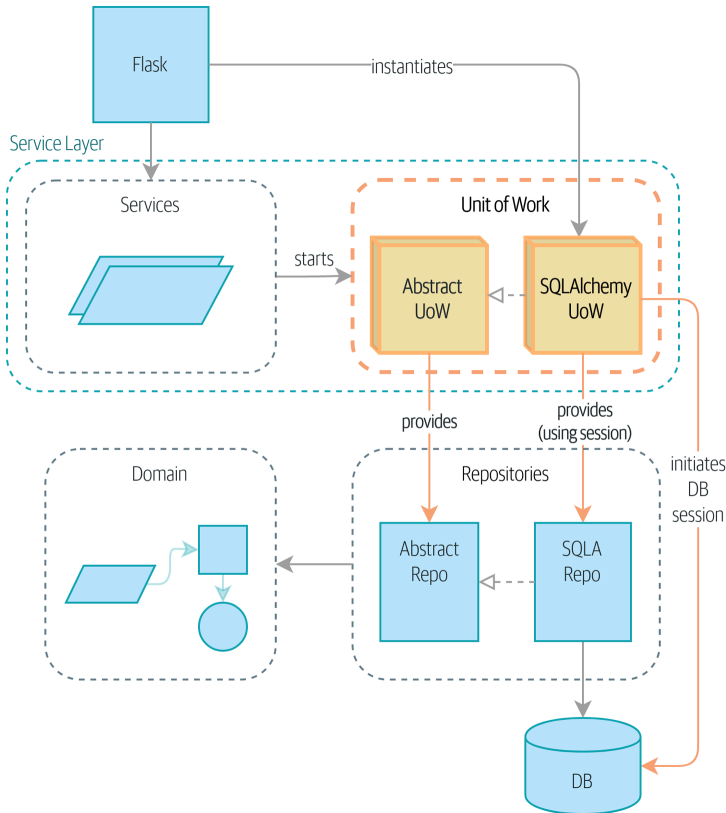 Flask
instantiates
Service Layer
Services
Unit of Work
starts
Abstract
UoW
SQLAlchemy
UoW
provides
provides
(using session)
initiates
DB
session
Domain
Repositories
Abstract
Repo
SQLA
Repo
DB